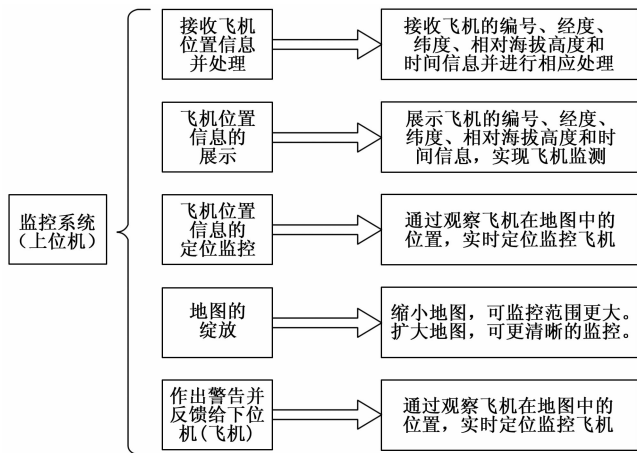 监控系统
（上位机）
接收飞机
位置信息
并处理
接收飞机的编号、经度、
纬度、相对海拔高度和
时间信息并进行相应处理
飞机位置
信息的
展示
展示飞机的编号、经度、
纬度、相对海拔高度和时
间信息，实现飞机监测
飞机位置
信息的
定位监控
通过观察飞机在地图中的
位置，实时定位监控飞机
地图的
绽放
缩小地图，可监控范围更大。
扩大地图，可更清晰的监控。
作出警告并
反馈给下位
机(飞机)
通过观察飞机在地图中的
位置，实时定位监控飞机